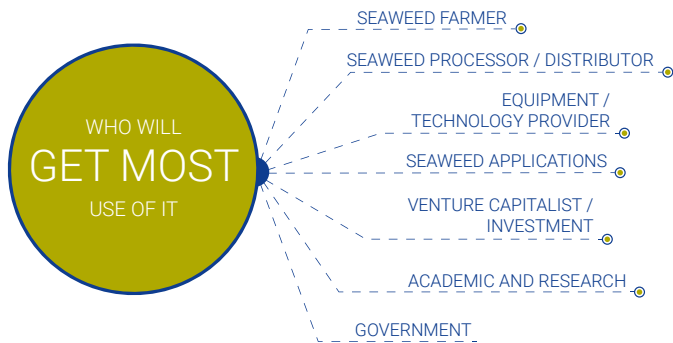 WHO WILL
GET MOST
USE OF IT
SEAWEED FARMER
SEAWEED PROCESSOR / DISTRIBUTOR
EQUIPMENT /
TECHNOLOGY PROVIDER
SEAWEED APPLICATIONS
VENTURE CAPITALIST /
INVESTMENT
ACADEMIC AND RESEARCH
GOVERNMENT